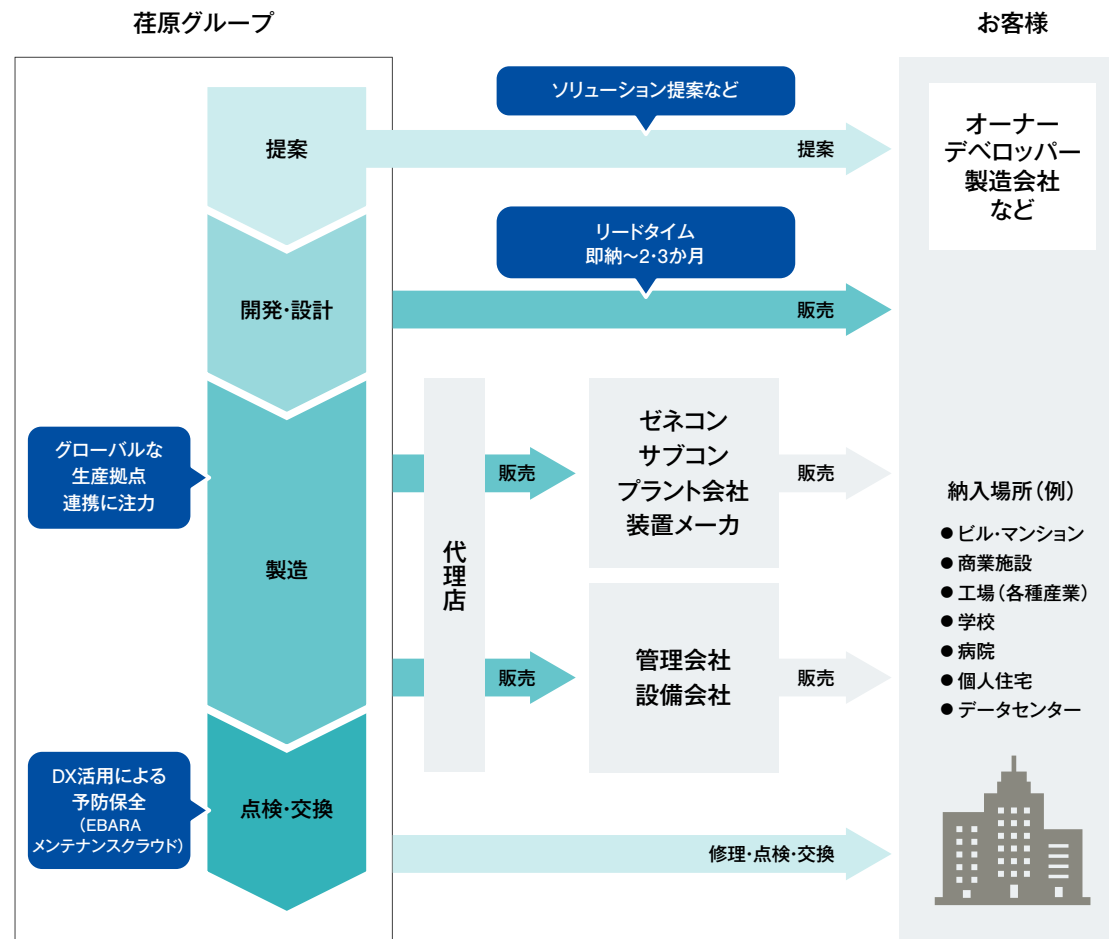 荏原グループ
お客様
提案
ソリューション提案など
提案
オーナー
デベロッパー
製造会社
など
開発・設計
リードタイム
即納～2・3か月
販売
グローバルな
生産拠点
連携に注力
製造
代理店
販売
ゼネコン
サブコン
プラント会社
装置メーカ
販売
販売
管理会社
設備会社
販売
納入場所（例）
●ビル・マンション
●商業施設
●工場（各種産業）
●学校
●病院
●個人住宅
●データセンター
DX活用による
予防保全
（EBARA
メンテナンスクラウド）
点検・交換
修理・点検・交換